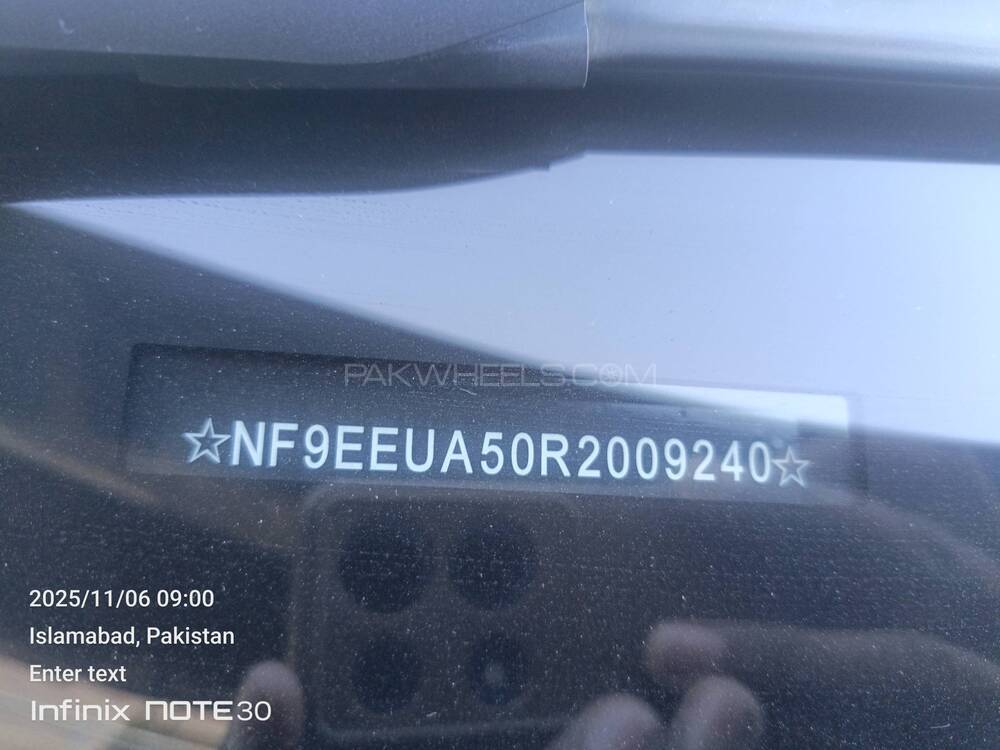 PAKWHEELS.COM
☆NF9EEUA50R2009240☆
2025/11/06 09:00
Islamabad, Pakistan
Enter text
Infinix NOTE30